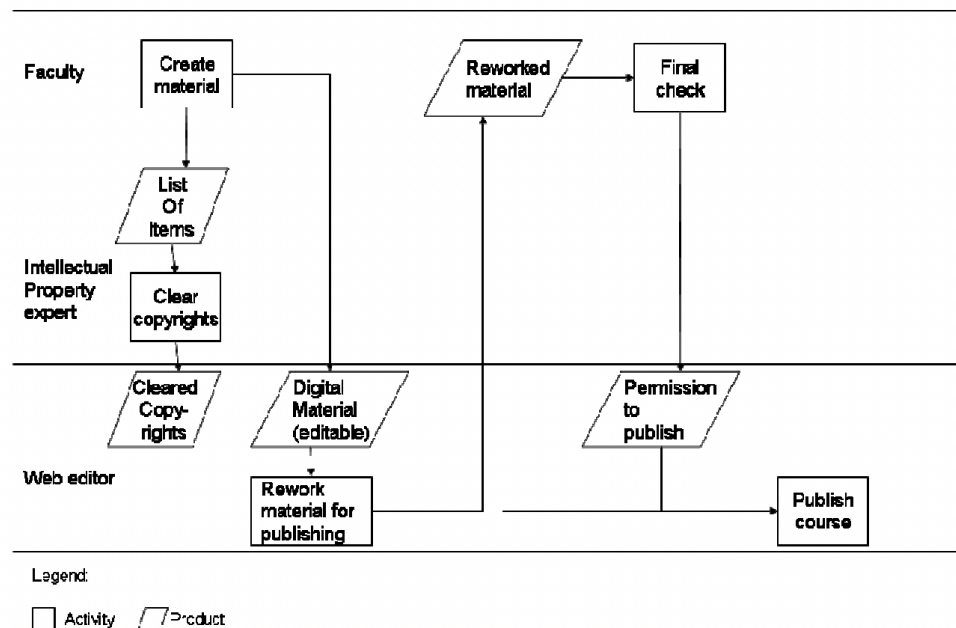 Faculty
Create
material
Reworked
material
Final
check
List
Of
Items
Intellectual
Property
expert
Clear
copyrights
Cleared
Copy-
rights
Digital
Material
(editable)
Permission
to
publish
Web editor
Rework
material for
publishing
Publish
course
Legend:
Activity
Product